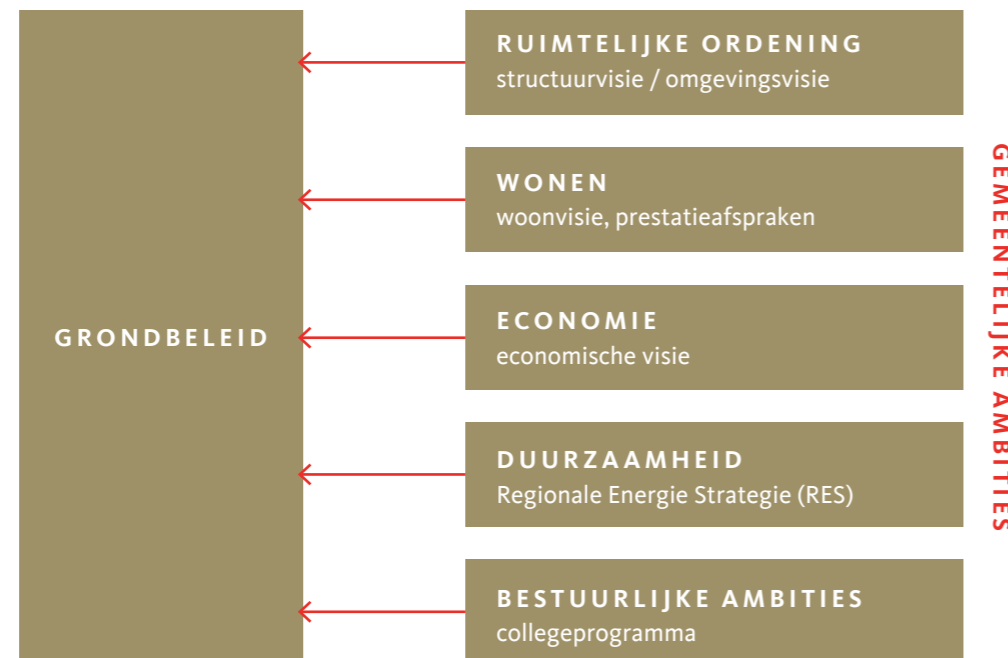 GRONDBELEID
RUIMTELIJKE ORDENING
structuurvisie / omgevingsvisie
WONEN
woonvisie, prestatieafspraken
ECONOMIE
economische visie
DUURZAAMHEID
Regionale Energie Strategie (RES)
BESTUURLIJKE AMBITIES
collegeprogramma
GEMEENTELIJKE AMBITIES